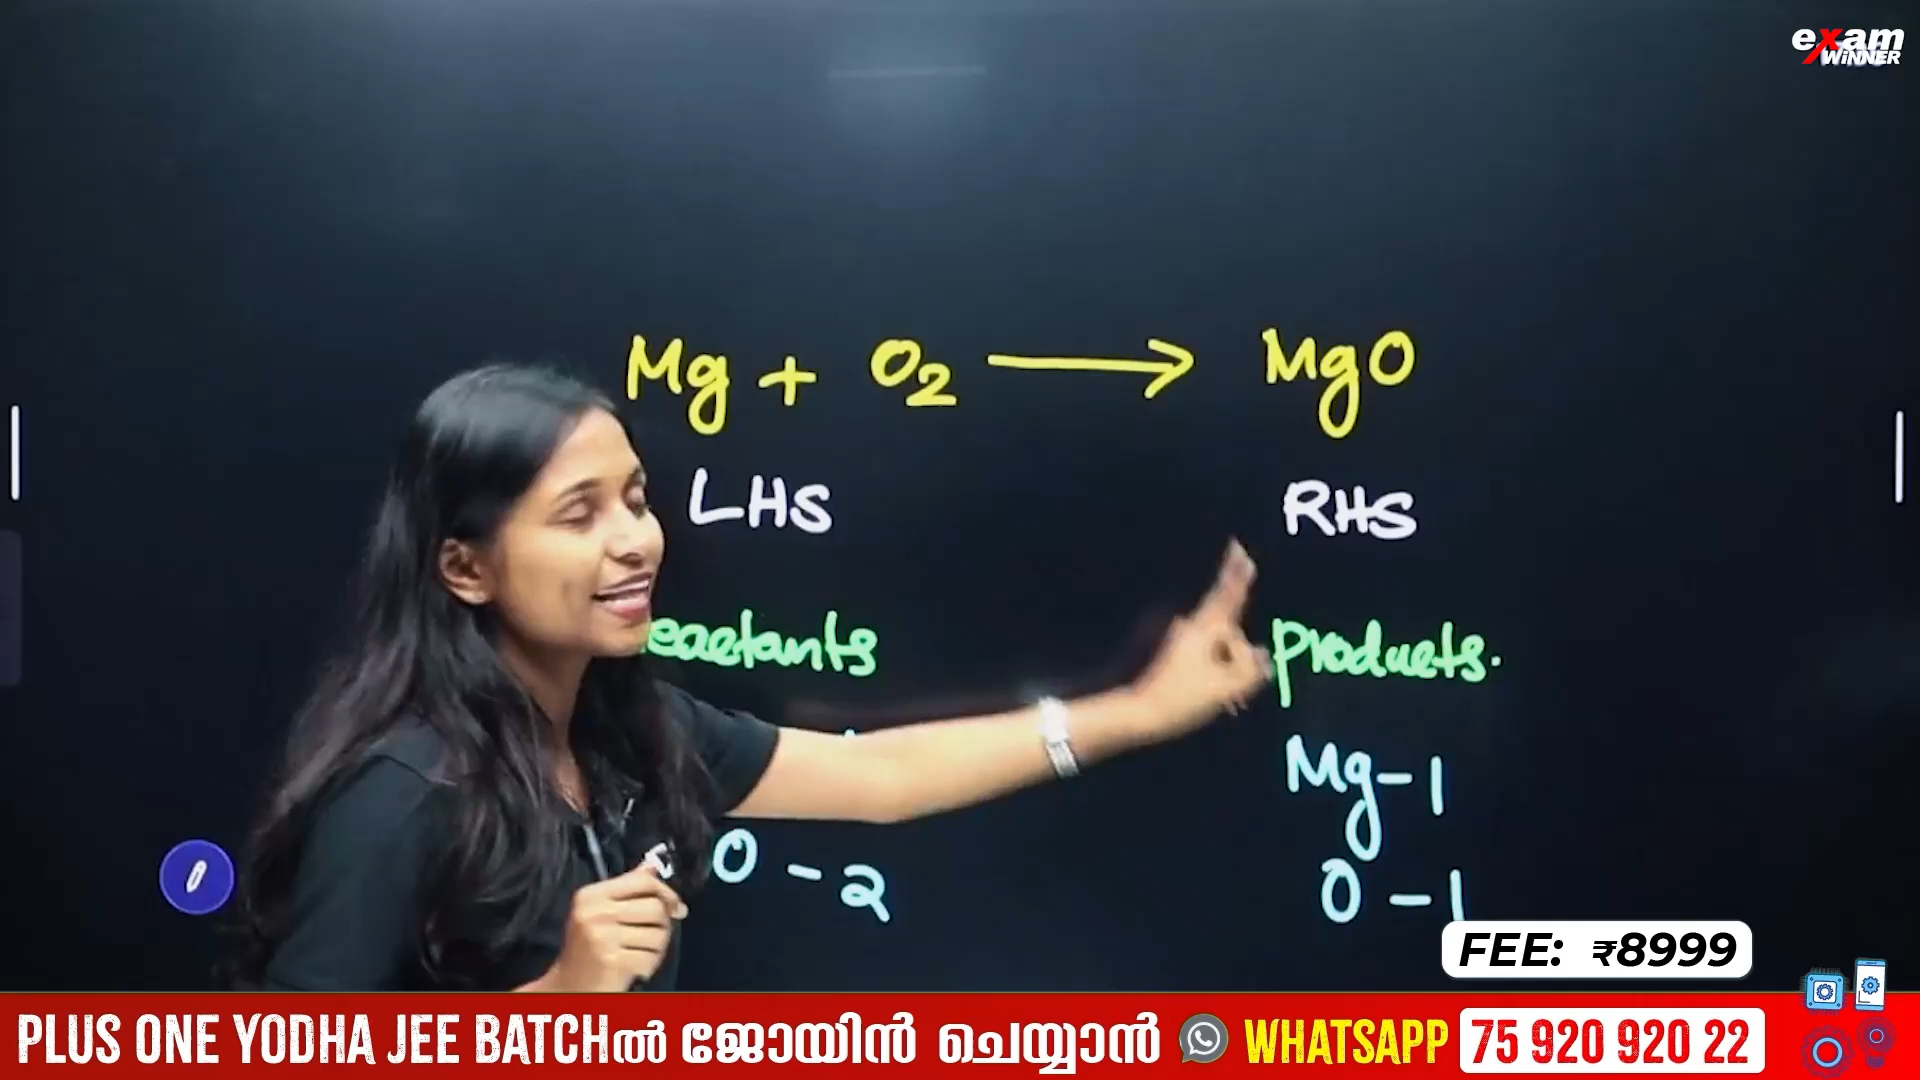 exam
WiNNER
Mg + O2 → MgO
LHS RHS
eactants products.
Mg-1
O - 2 O - 1
FEE: ₹8999
PLUS ONE YODHA JEE BATCHൽ ജോയിൻ ചെയ്യാൻ WHATSAPP 75 920 920 22